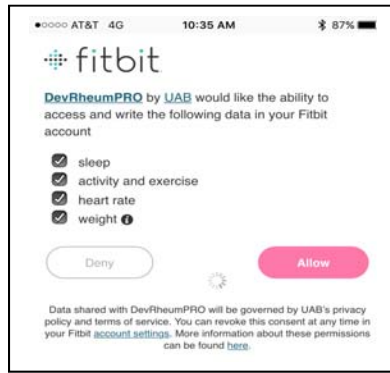 AT&T 4G 10:35 AM 87%
fitbit
DevRheumPRO by UAB would like the ability to
access and write the following data in your Fitbit
account
sleep
activity and exercise
heart rate
weight
Deny Allow
Data shared with DevRheumPRO will be governed by UAB's privacy
policy and terms of service. You can revoke this consent at any time in
your Fitbit account settings. More information about these permissions
can be found here.